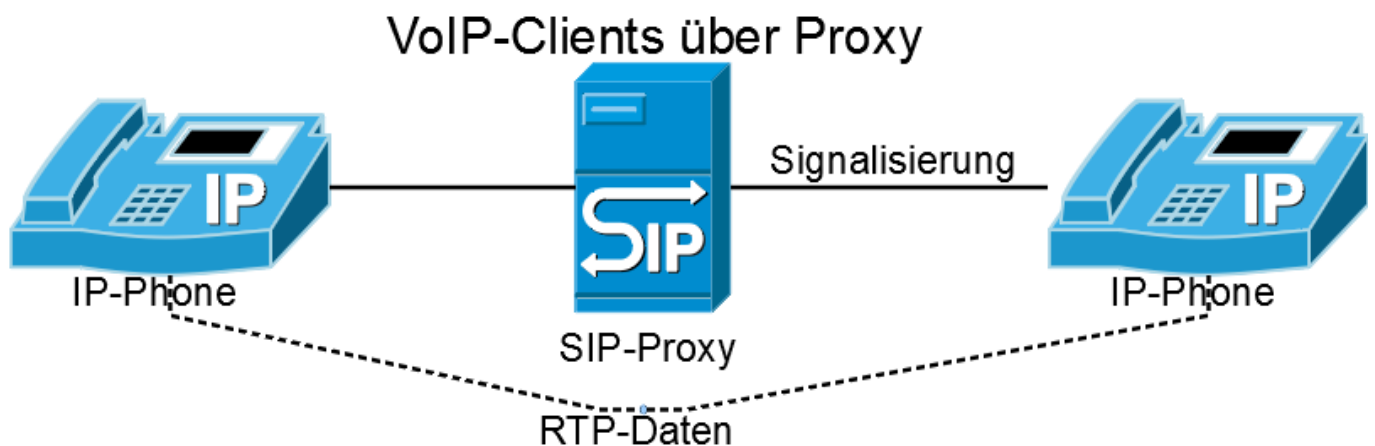 VoIP-Clients über Proxy
Signalisierung
IP
SIP
IP
IP-Phone
IP-Phone
SIP-Proxy
RTP-Daten